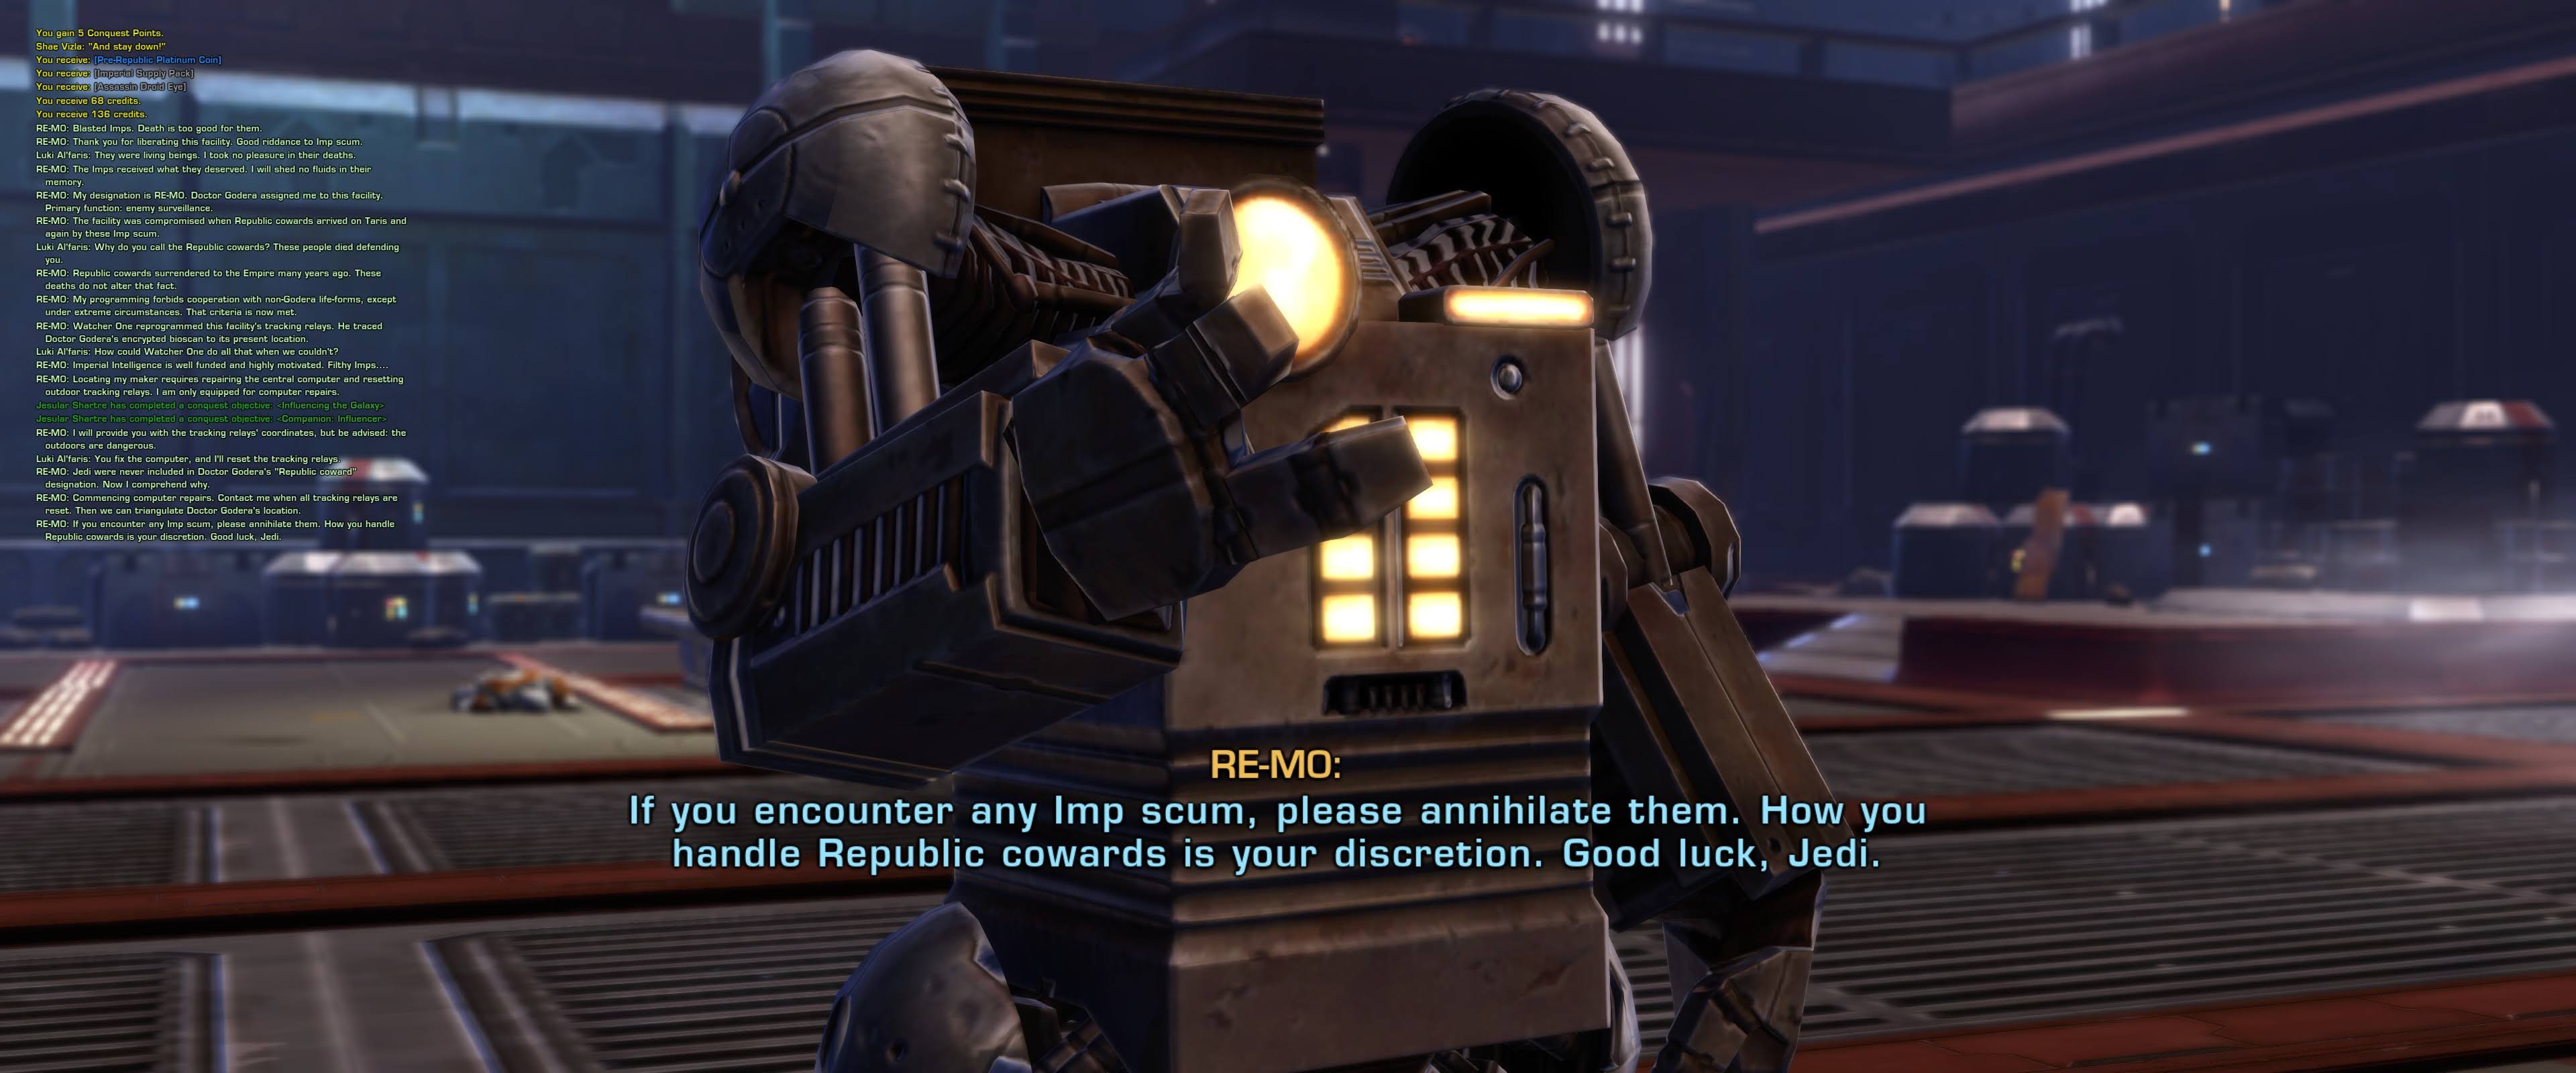 You gain 5 Conquest Points.
Shae Vizla: "And stay down!"
You receive: [Pre-Republic Platinum Coin]
You receive: [Imperial Supply Pack]
You receive: [Assassin Droid Eye]
You receive 68 credits.
You receive 136 credits.
RE-MO: Blasted Imps. Death is too good for them.
RE-MO: Thank you for liberating this facility. Good riddance to Imp scum.
Luki Al'faris: They were living beings. I took no pleasure in their deaths.
RE-MO: The Imps received what they deserved. I will shed no fluids in their
memory.
RE-MO: My designation is RE-MO. Doctor Godera assigned me to this facility.
Primary function: enemy surveillance.
RE-MO: The facility was compromised when Republic cowards arrived on Taris and
again by these Imp scum.
Luki Al'faris: Why do you call the Republic cowards? These people died defending
you.
RE-MO: Republic cowards surrendered to the Empire many years ago. These
deaths do not alter that fact.
RE-MO: My programming forbids cooperation with non-Godera life-forms, except
under extreme circumstances. That criteria is now met.
RE-MO: Watcher One reprogrammed this facility's tracking relays. He traced
Doctor Godera's encrypted bioscan to its present location.
Luki Al'faris: How could Watcher One do all that when we couldn't?
RE-MO: Imperial Intelligence is well funded and highly motivated. Filthy Imps....
RE-MO: Locating my maker requires repairing the central computer and resetting
outdoor tracking relays. I am only equipped for computer repairs.
Jesular Shartre has completed a conquest objective: <Influencing the Galaxy>
Jesular Shartre has completed a conquest objective: <Companion: Influencer>
RE-MO: I will provide you with the tracking relays' coordinates, but be advised: the
outdoors are dangerous.
Luki Al'faris: You fix the computer, and I'll reset the tracking relays.
RE-MO: Jedi were never included in Doctor Godera's "Republic coward"
designation. Now I comprehend why.
RE-MO: Commencing computer repairs. Contact me when all tracking relays are
reset. Then we can triangulate Doctor Godera's location.
RE-MO: If you encounter any Imp scum, please annihilate them. How you handle
Republic cowards is your discretion. Good luck, Jedi.
RE-MO:
If you encounter any Imp scum, please annihilate them. How you
handle Republic cowards is your discretion. Good luck, Jedi.